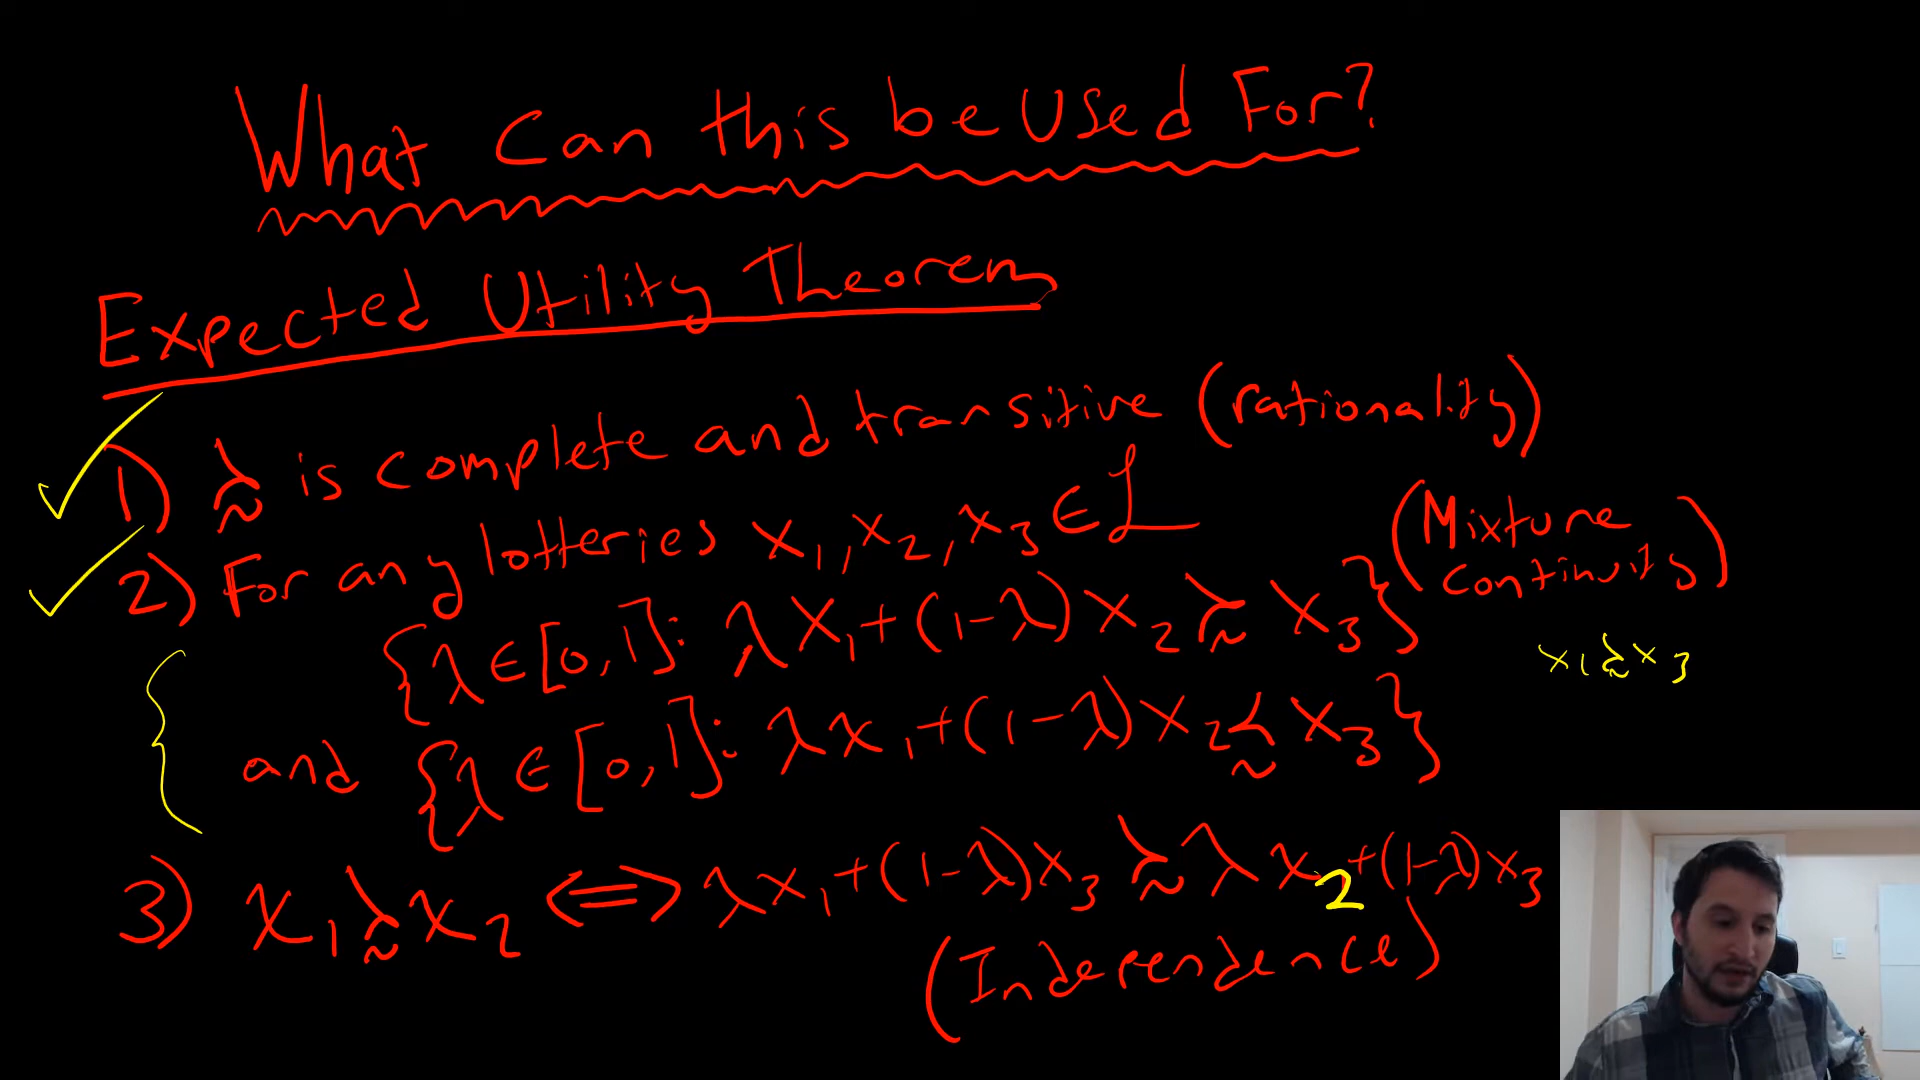 What Can this be Used For?
Expected Utility Theorem
1) ≿ is complete and transitive (rationality)
2) For any lotteries x₁, x₂, x₃ ∈ ℒ (Mixture Continuity)
{λ ∈ [0,1]: λx₁ + (1-λ)x₂ ≿ x₃}
x₁ ≿ x₃
and {λ ∈ [0,1]: λx₁ + (1-λ)x₂ ≾ x₃}
3) x₁ ≿ x₂ <=> λx₁ + (1-λ)x₃ ≿ λx₂ + (1-λ)x₃
(Independence)